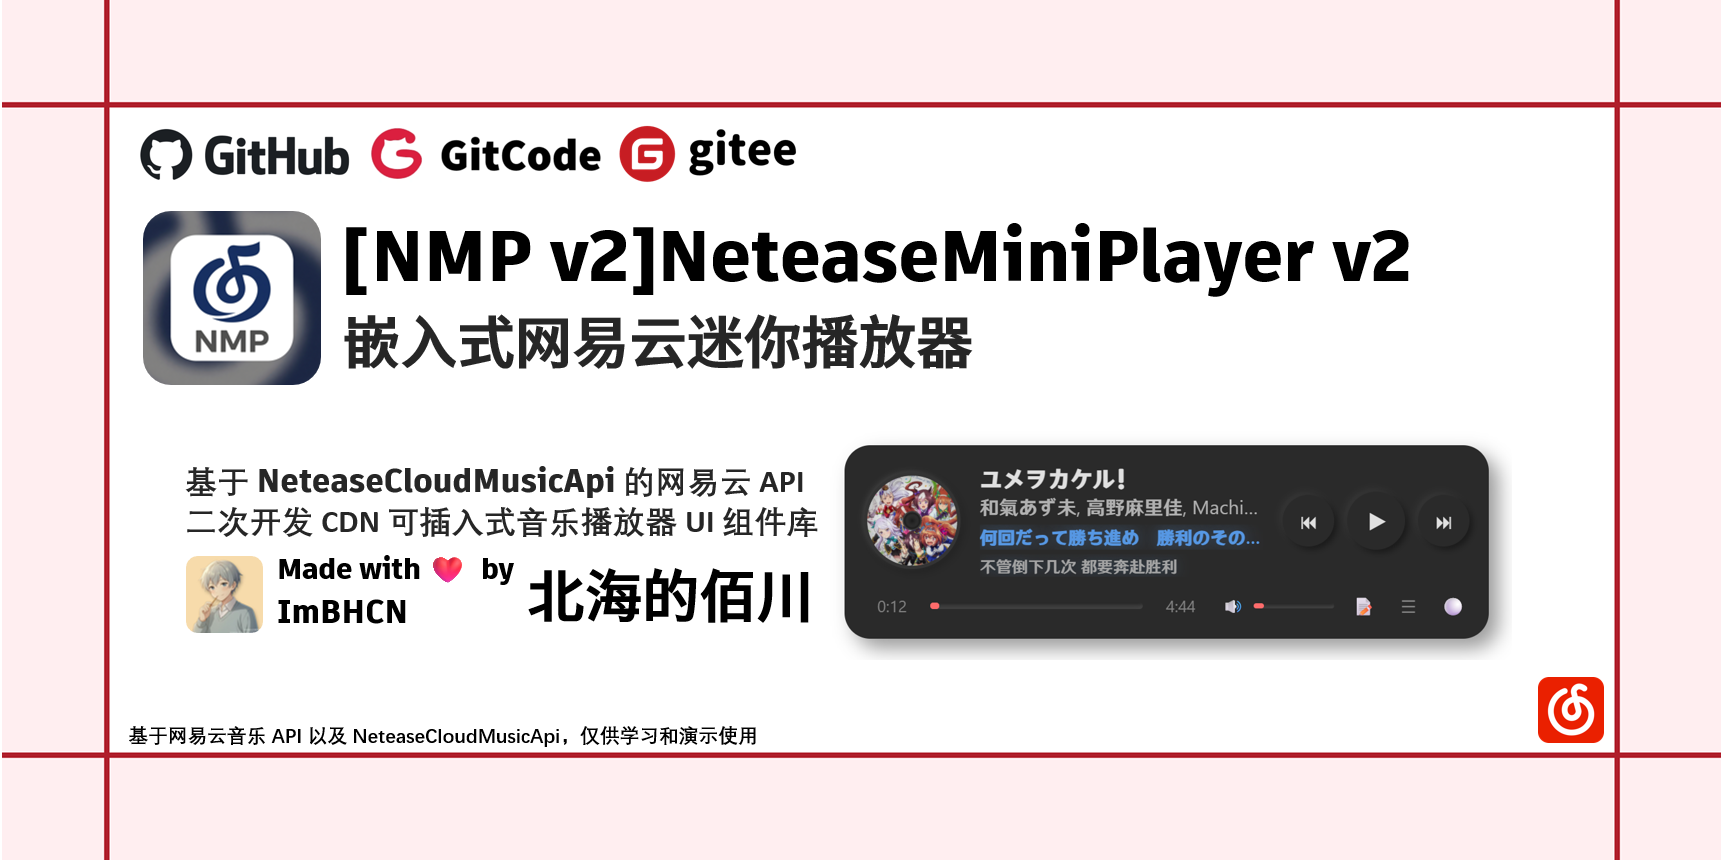 GitHub GitCode gitee
[NMP v2]NeteaseMiniPlayer v2
NMP
嵌入式网易云迷你播放器
基于 NeteaseCloudMusicApi 的网易云 API
二次开发 CDN 可插入式音乐播放器 UI 组件库
Made with ❤️ by
ImBHCN
北海的佰川
ユメヲカケル!
和氣あず未, 高野麻里佳, Machi...
何回だって勝ち進め 勝利のその...
不管倒下几次 都要奔赴胜利
0:12 4:44
基于网易云音乐 API 以及 NeteaseCloudMusicApi，仅供学习和演示使用